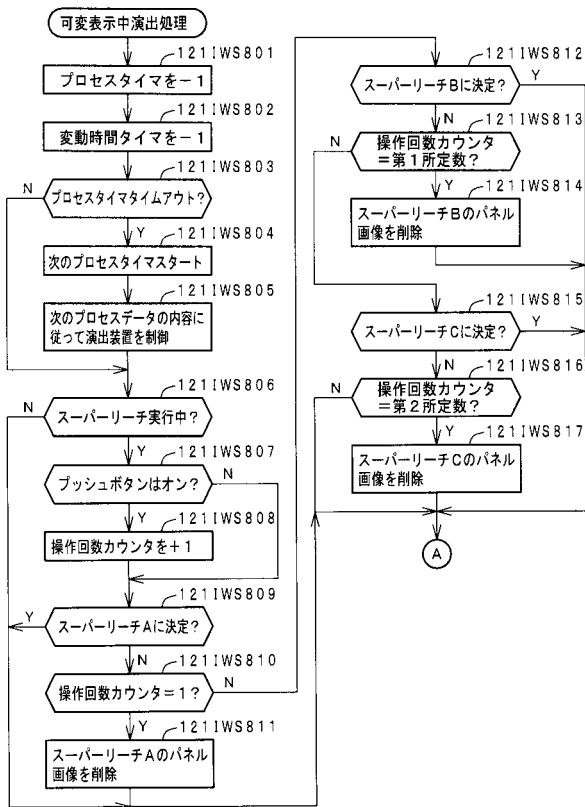 可変表示中演出処理
121IWS801
プロセスタイマを－1
121IWS802
変動時間タイマを－1
121IWS803
N
プロセスタイマタイムアウト？
Y
121IWS804
次のプロセスタイマスタート
121IWS805
次のプロセスデータの内容に
従って演出装置を制御
121IWS806
N
スーパーリーチ実行中？
Y
121IWS807
プッシュボタンはオン？
N
Y
121IWS808
操作回数カウンタを＋1
121IWS809
Y
スーパーリーチAに決定？
N
121IWS810
操作回数カウンタ＝1？
N
Y
121IWS811
スーパーリーチAのパネル
画像を削除
121IWS812
スーパーリーチBに決定？
Y
N
121IWS813
N
操作回数カウンタ
＝第1所定数？
Y
121IWS814
スーパーリーチBのパネル
画像を削除
121IWS815
スーパーリーチCに決定？
Y
N
121IWS816
N
操作回数カウンタ
＝第2所定数？
Y
121IWS817
スーパーリーチCのパネル
画像を削除
A